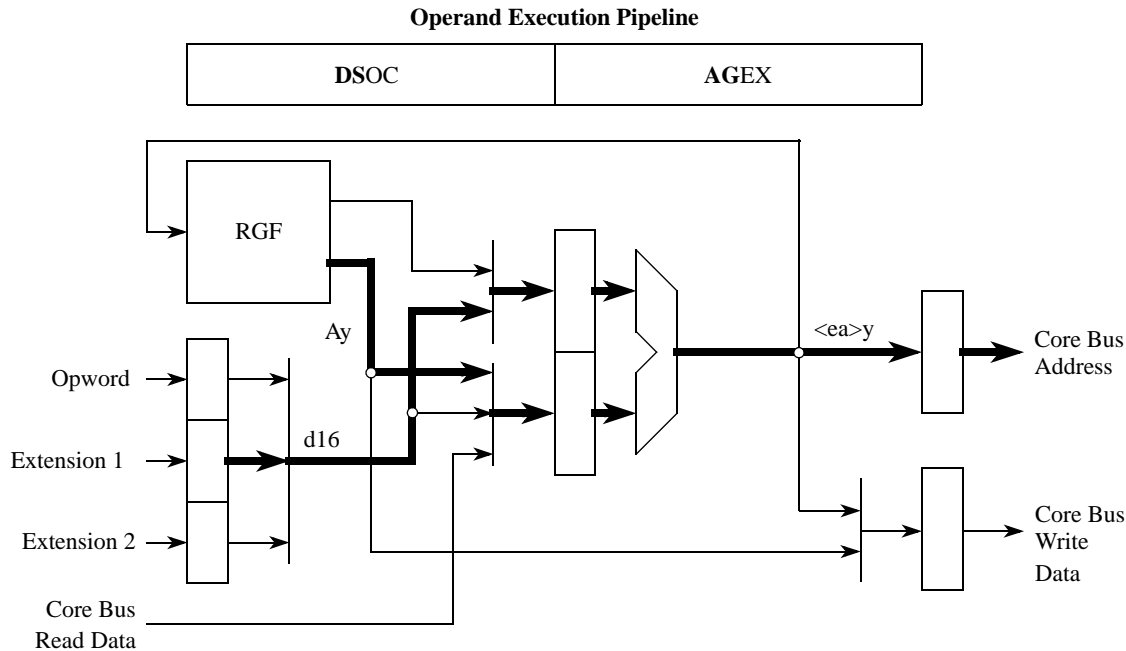 Operand Execution Pipeline
DSOC
AGEX
RGF
Ay
<ea>y
Core Bus
Address
Opword
d16
Extension 1
Extension 2
Core Bus
Write
Data
Core Bus
Read Data